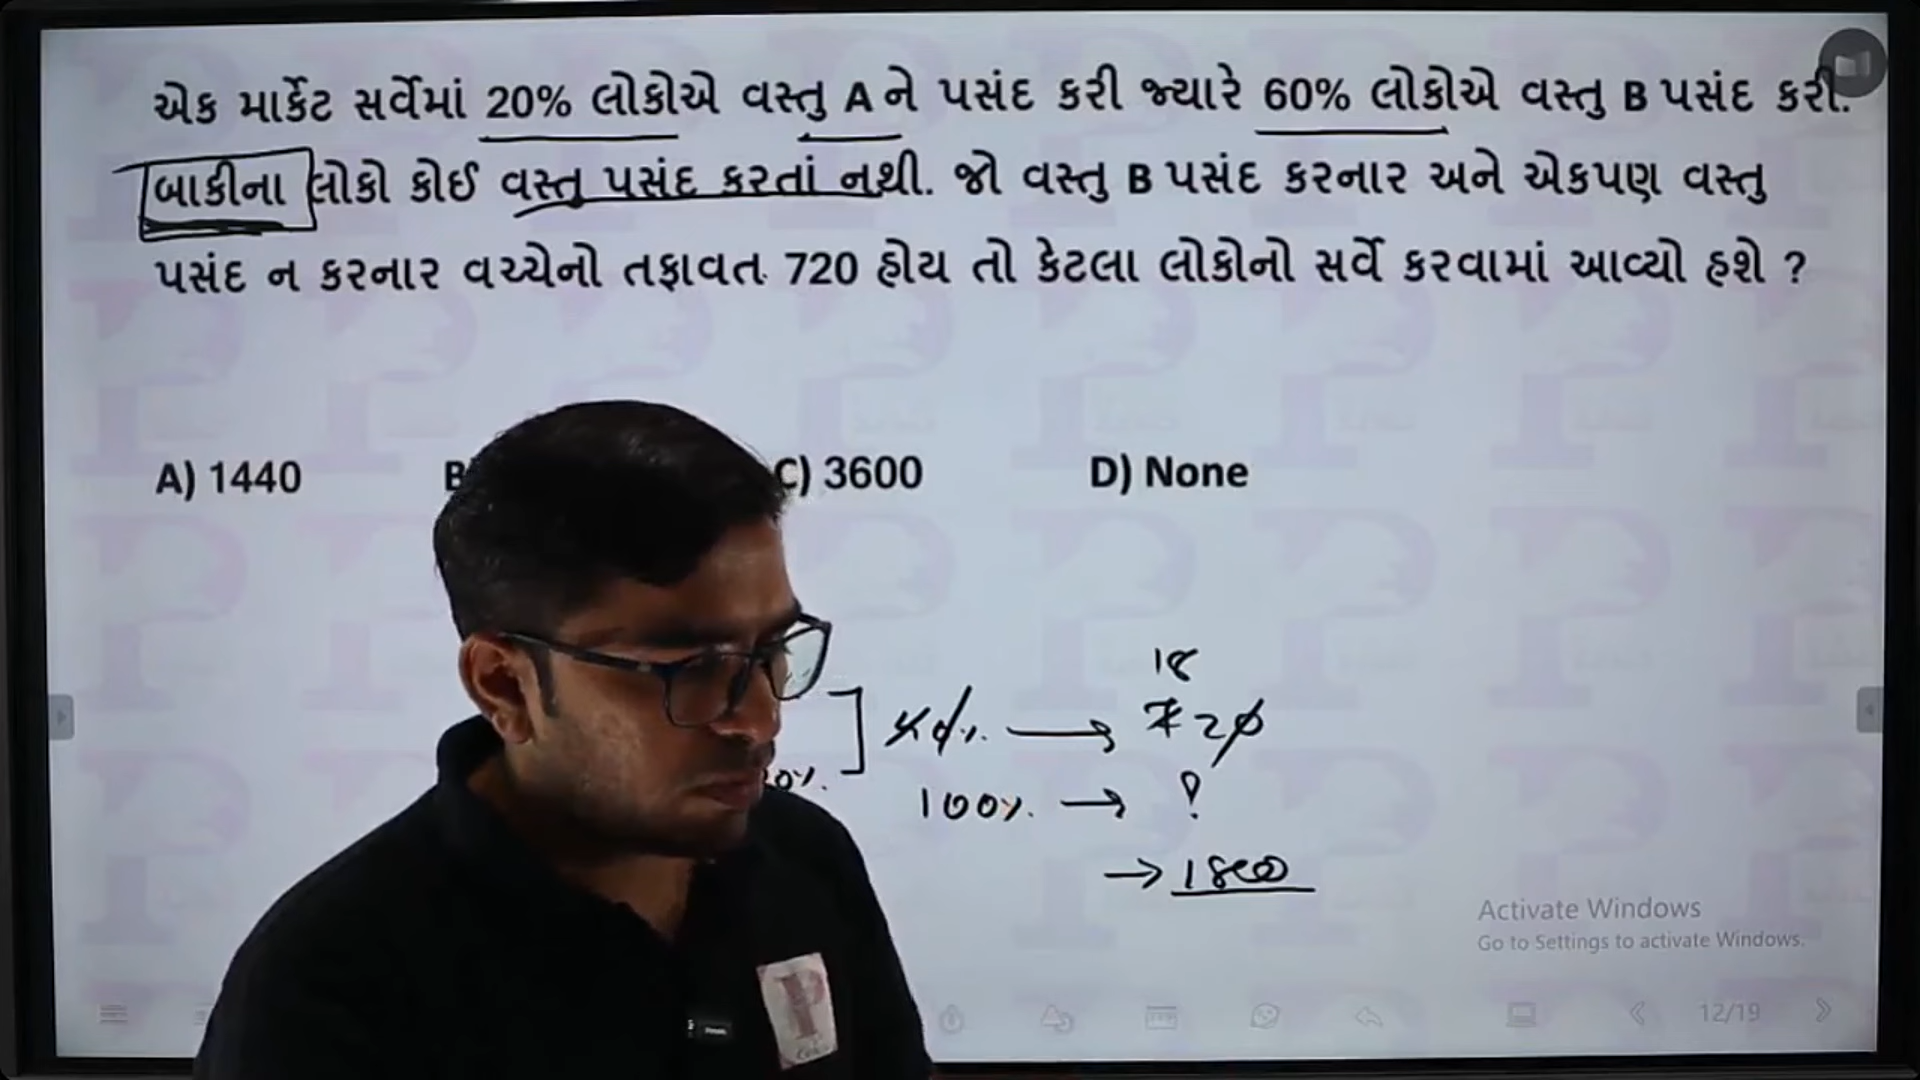 એક માર્કેટ સર્વેમાં 20% લોકોએ વસ્તુ A ને પસંદ કરી જ્યારે 60% લોકોએ વસ્તુ B પસંદ કરી.
બાકીના લોકો કોઈ વસ્તુ પસંદ કરતાં નથી. જો વસ્તુ B પસંદ કરનાર અને એકપણ વસ્તુ
પસંદ ન કરનાર વચ્ચેનો તફાવત 720 હોય તો કેટલા લોકોનો સર્વે કરવામાં આવ્યો હશે ?
A) 1440 B) C) 3600 D) None
18
40% → 720
0%.
100% → ?
→ 1800
Activate Windows
Go to Settings to activate Windows.
12/19